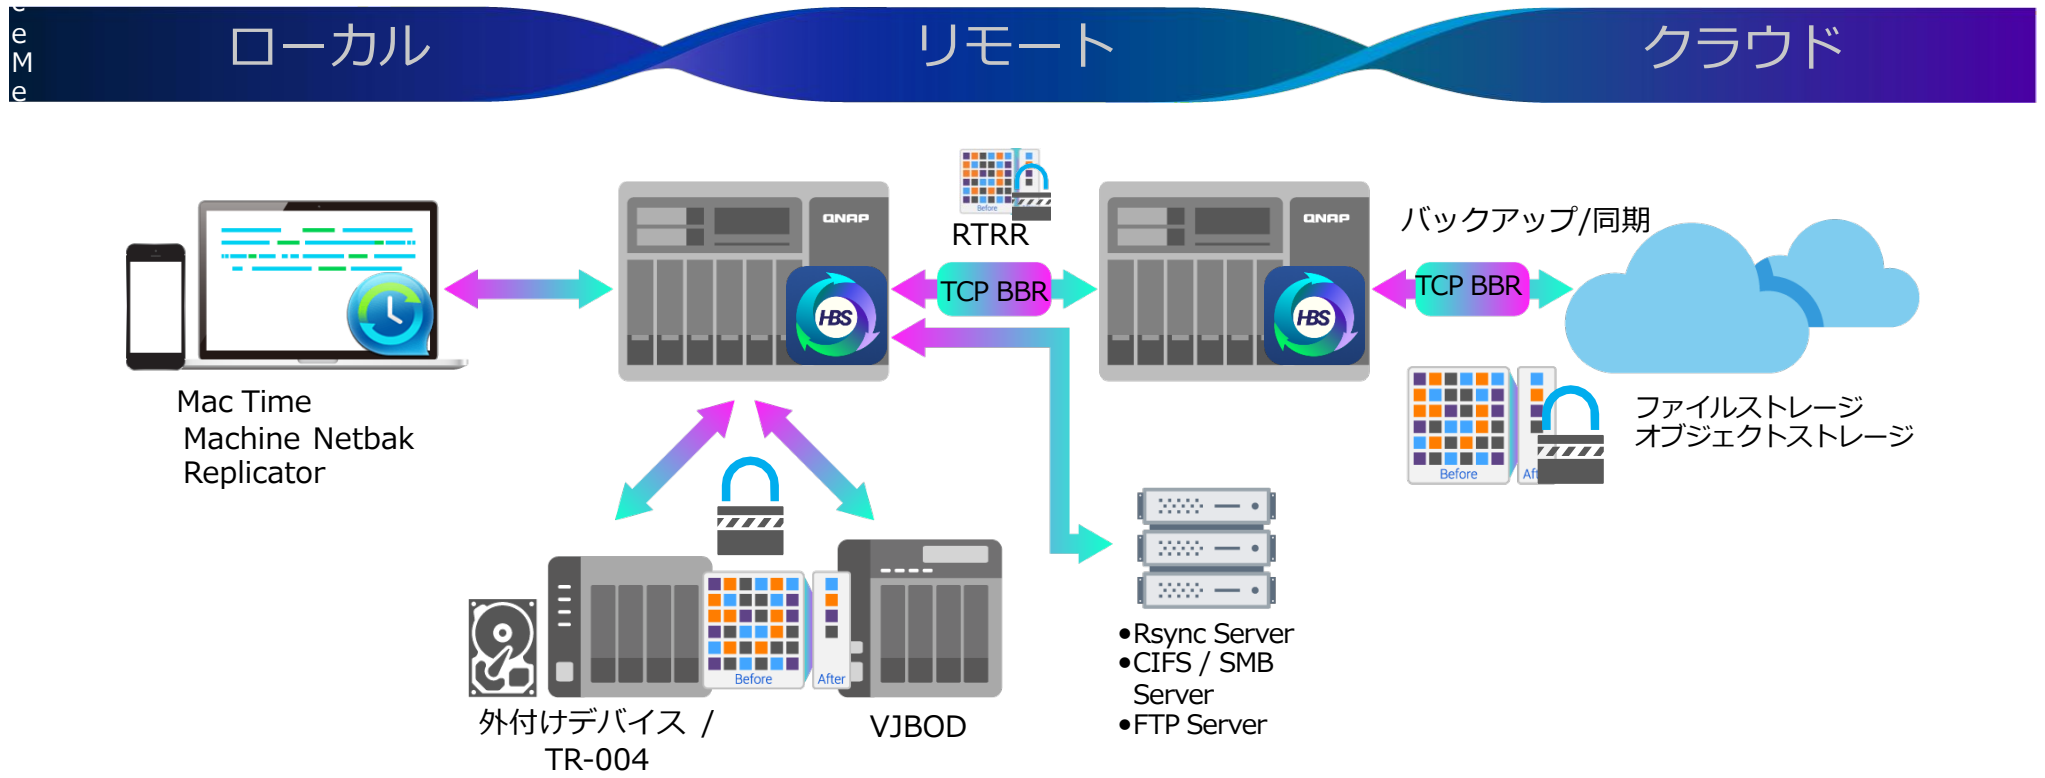 e
M
e
ローカル
リモート
クラウド
Before
RTRR
QNAP
QNAP
バックアップ/同期
TCP BBR
TCP BBR
HBS
HBS
Mac Time
Machine Netbak
Replicator
Before
ファイルストレージ
オブジェクトストレージ
Before
After
•Rsync Server
•CIFS / SMB
Server
•FTP Server
外付けデバイス /
TR-004
VJBOD